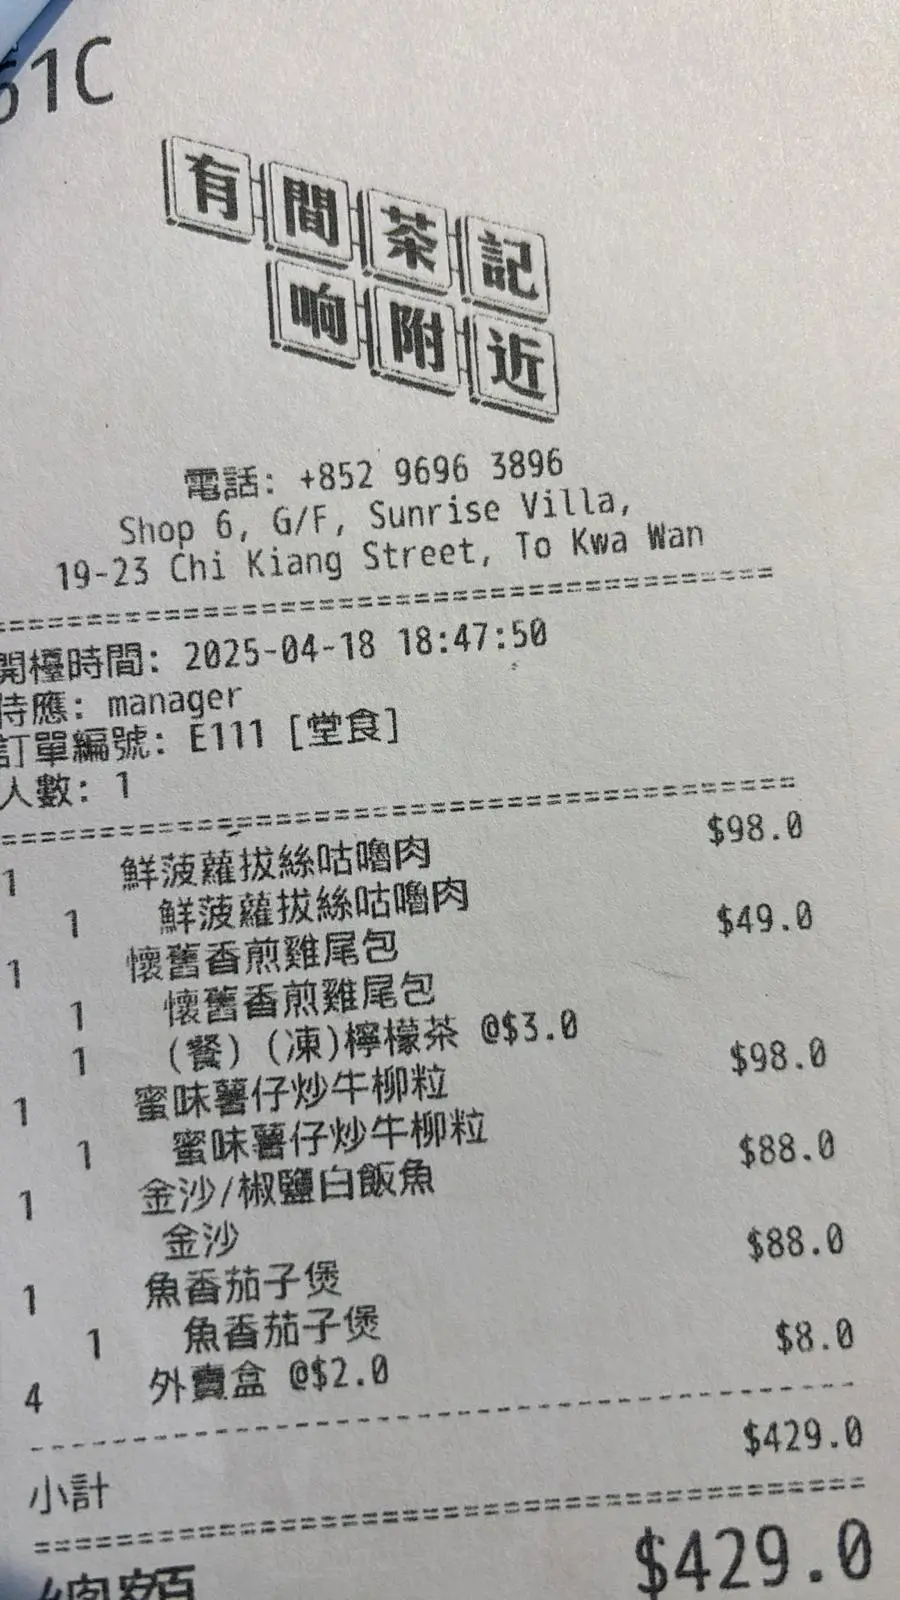 61C
有間茶記
响附近
電話: +852 9696 3896
Shop 6, G/F, Sunrise Villa,
19-23 Chi Kiang Street, To Kwa Wan
開檯時間: 2025-04-18 18:47:50
侍應: manager
訂單編號: E111 [堂食]
人數: 1
1 鮮菠蘿拔絲咕嚕肉 $98.0
1 鮮菠蘿拔絲咕嚕肉
1 懷舊香煎雞尾包 $49.0
1 懷舊香煎雞尾包
1 (餐) (凍)檸檬茶 @$3.0
1 蜜味薯仔炒牛柳粒 $98.0
1 蜜味薯仔炒牛柳粒
1 金沙/椒鹽白飯魚 $88.0
金沙
1 魚香茄子煲 $88.0
1 魚香茄子煲
4 外賣盒 @$2.0 $8.0
小計 $429.0
總額 $429.0